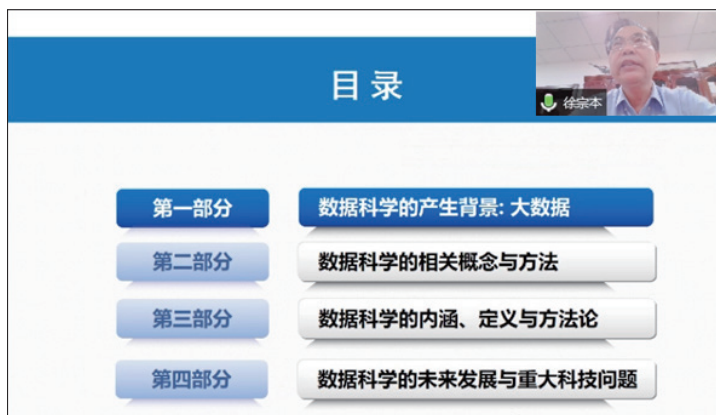 目录
徐宗本
第一部分 数据科学的产生背景: 大数据
第二部分 数据科学的相关概念与方法
第三部分 数据科学的内涵、定义与方法论
第四部分 数据科学的未来发展与重大科技问题